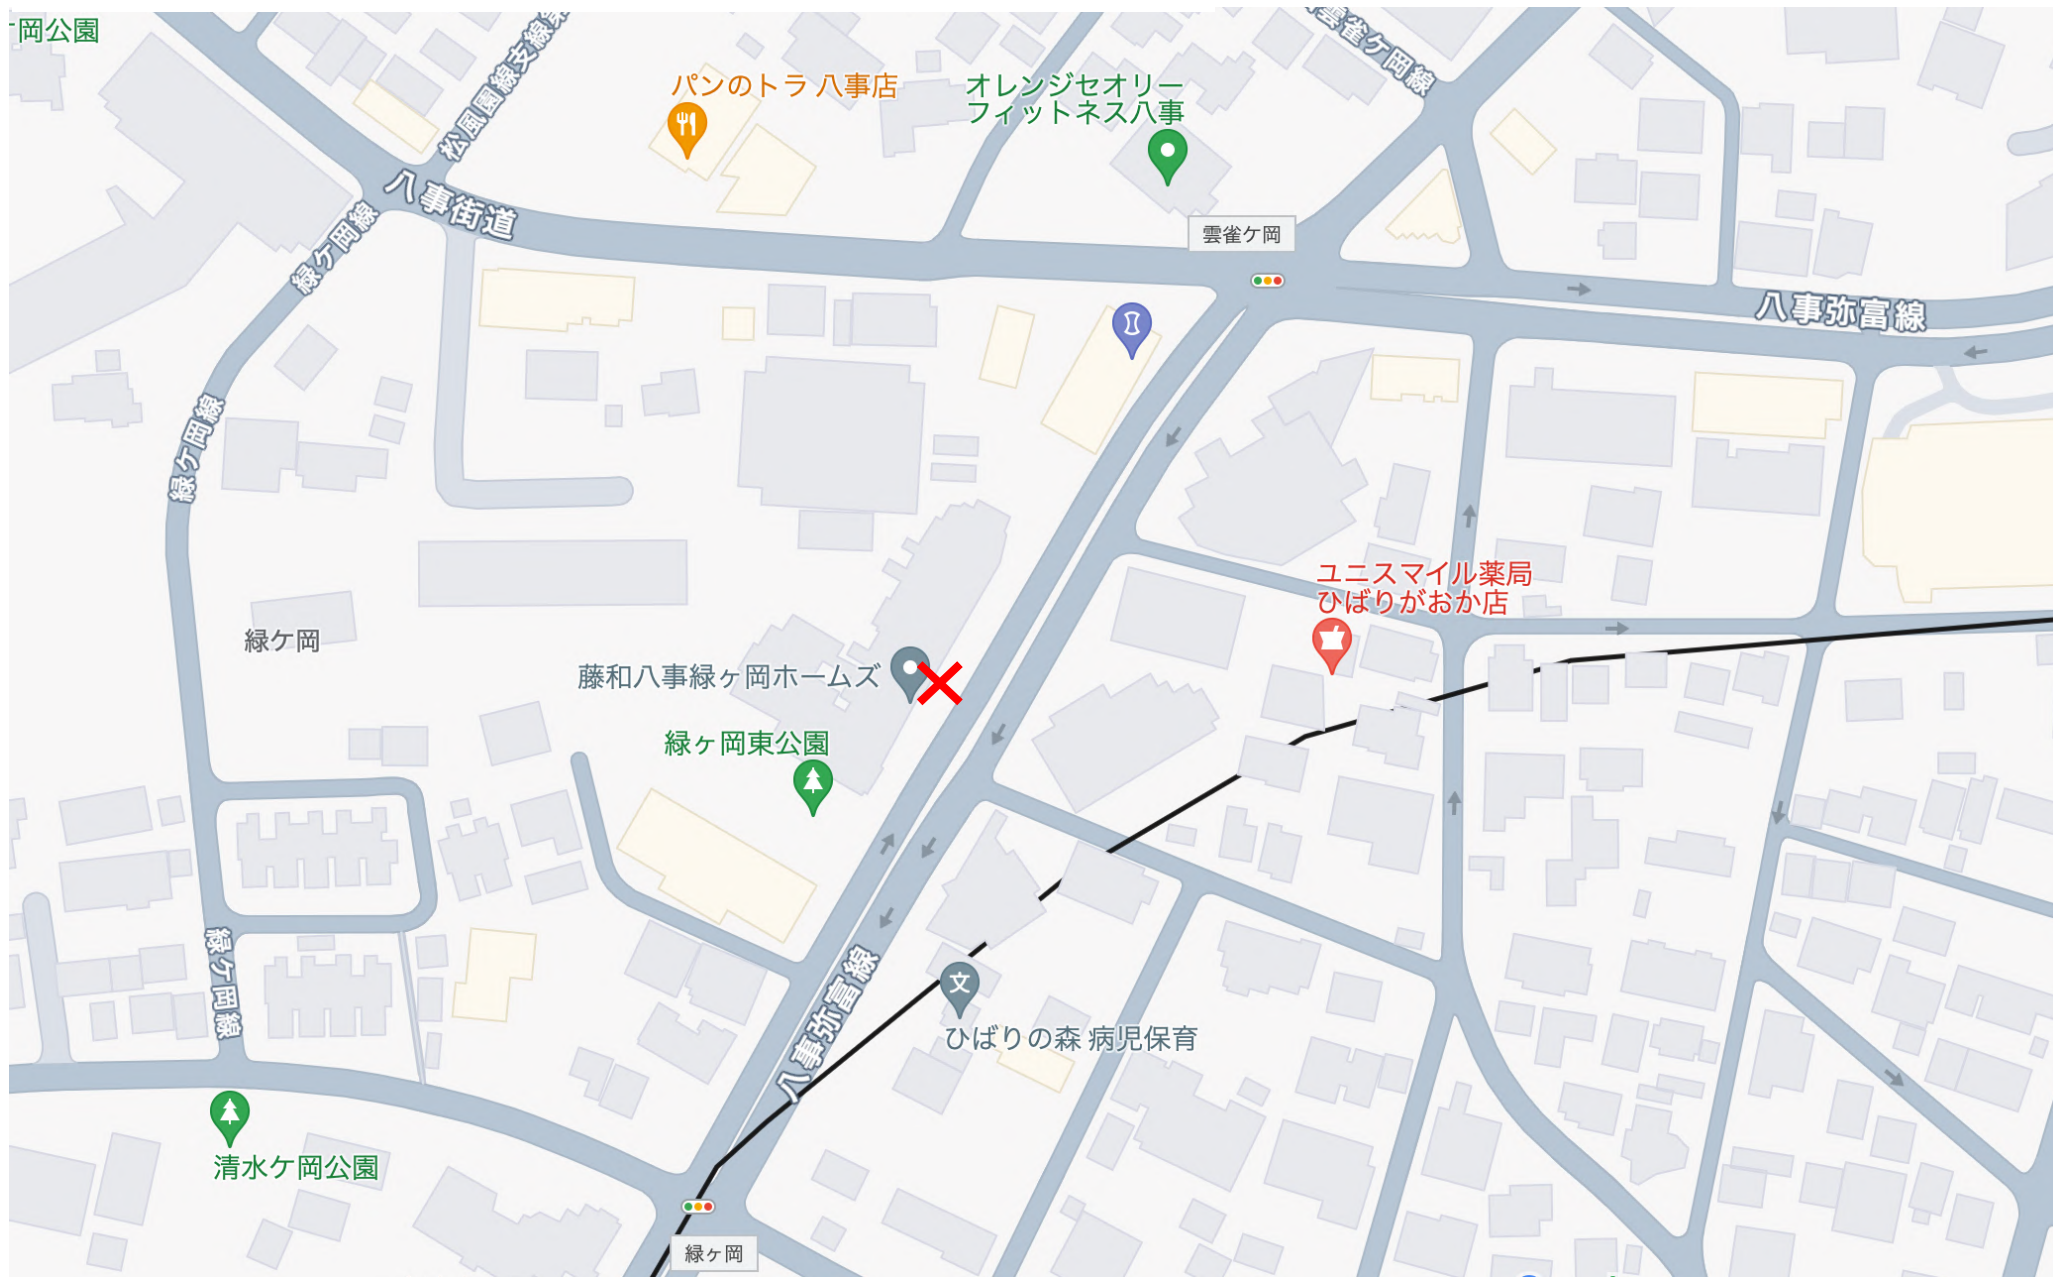 ケ岡公園
松風園線支線第
雲雀ケ岡線
パンのトラ 八事店
オレンジセオリー
フィットネス八事
八事街道
緑ケ岡線
雲雀ケ岡
八事弥富線
緑ケ岡線
ユニスマイル薬局
ひばりがおか店
緑ケ岡
藤和八事緑ヶ岡ホームズ
緑ヶ岡東公園
緑ケ岡線
八事弥富線
文
ひばりの森 病児保育
清水ケ岡公園
緑ヶ岡